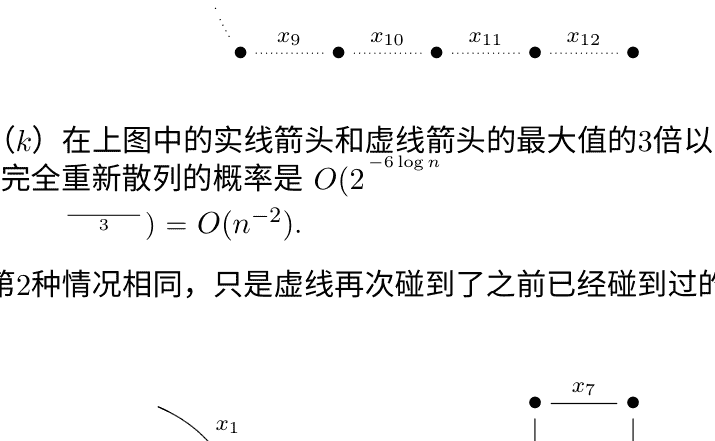 x₉ x₁₀ x₁₁ x₁₂
（k）在上图中的实线箭头和虚线箭头的最大值的3倍以
完全重新散列的概率是 O(2^{-6 log n
/3}) = O(n⁻²).
第2种情况相同，只是虚线再次碰到了之前已经碰到过的
x₇
x₁